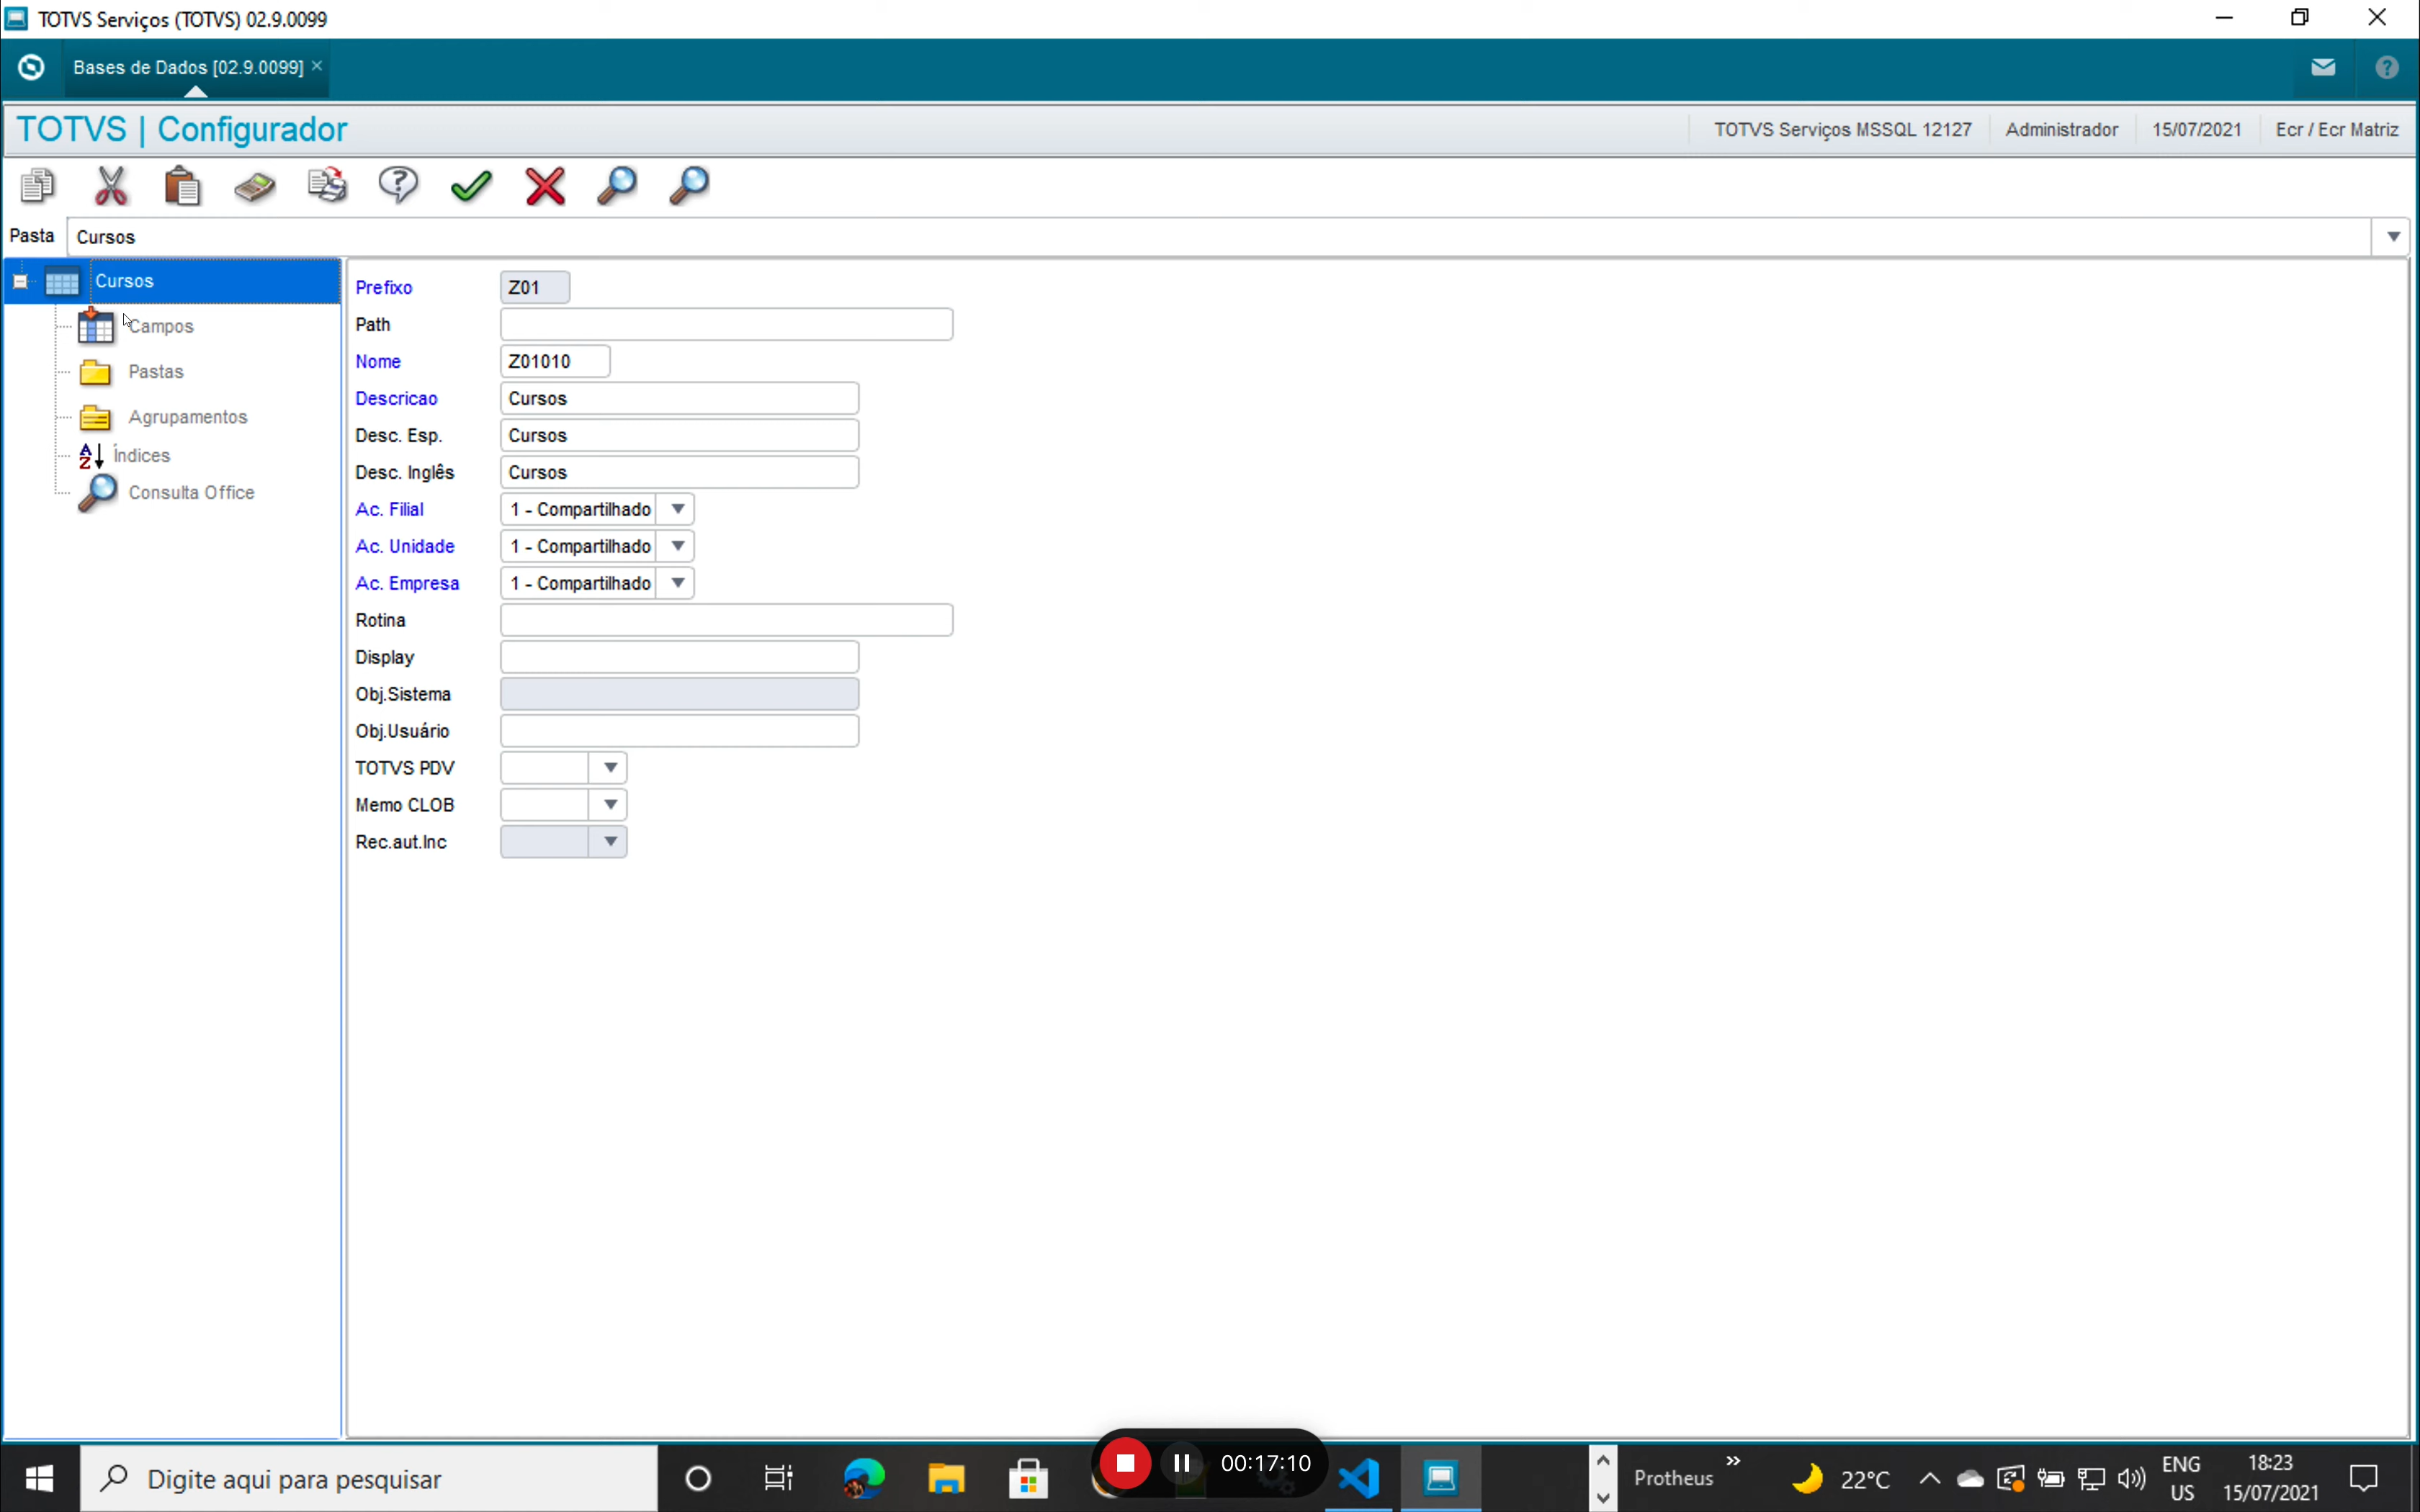 TOTVS Serviços (TOTVS) 02.9.0099
Bases de Dados [02.9.0099]
TOTVS | Configurador
TOTVS Serviços MSSQL 12127 Administrador 15/07/2021 Ecr / Ecr Matriz
Pasta Cursos
Cursos
Campos
Pastas
Agrupamentos
Índices
Consulta Office
Prefixo Z01
Path
Nome Z01010
Descricao Cursos
Desc. Esp. Cursos
Desc. Inglês Cursos
Ac. Filial 1 - Compartilhado
Ac. Unidade 1 - Compartilhado
Ac. Empresa 1 - Compartilhado
Rotina
Display
Obj.Sistema
Obj.Usuário
TOTVS PDV
Memo CLOB
Rec.aut.Inc
Digite aqui para pesquisar
00:17:10
Protheus
22°C
ENG
US
18:23
15/07/2021